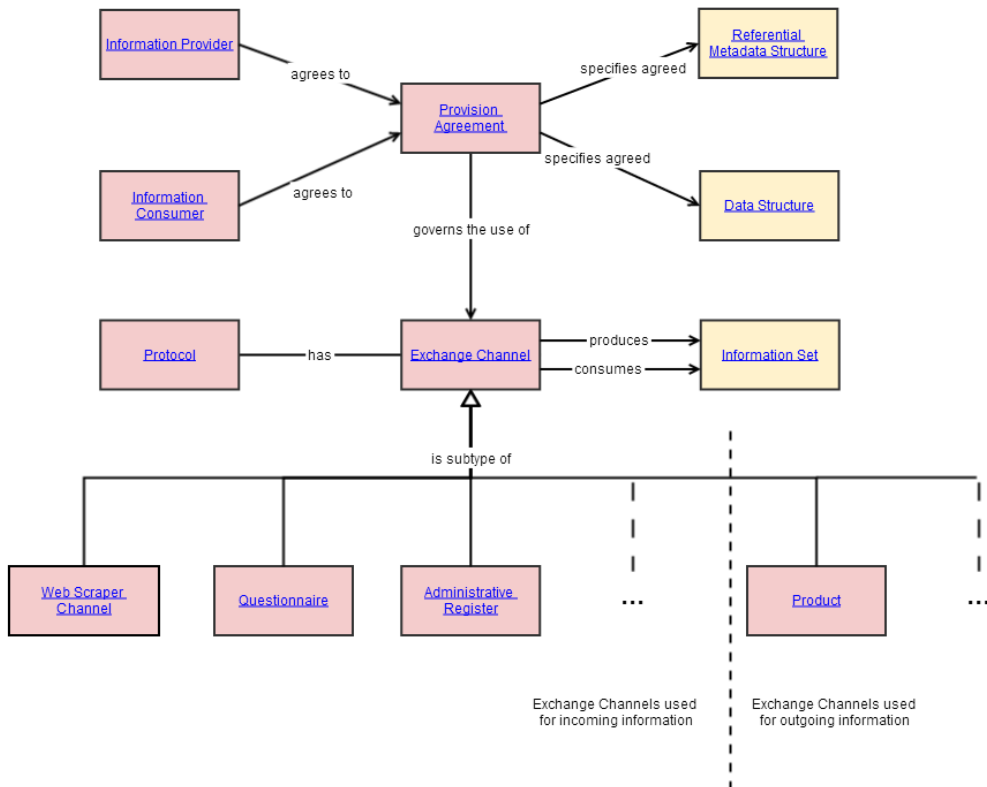 Information Provider
Referential
Metadata Structure
agrees to
specifies agreed
Provision
Agreement
specifies agreed
Information
Consumer
agrees to
Data Structure
governs the use of
Protocol
has
Exchange Channel
produces
consumes
Information Set
is subtype of
Web Scraper
Channel
Questionnaire
Administrative
Register
...
Product
...
Exchange Channels used
for incoming information
Exchange Channels used
for outgoing information